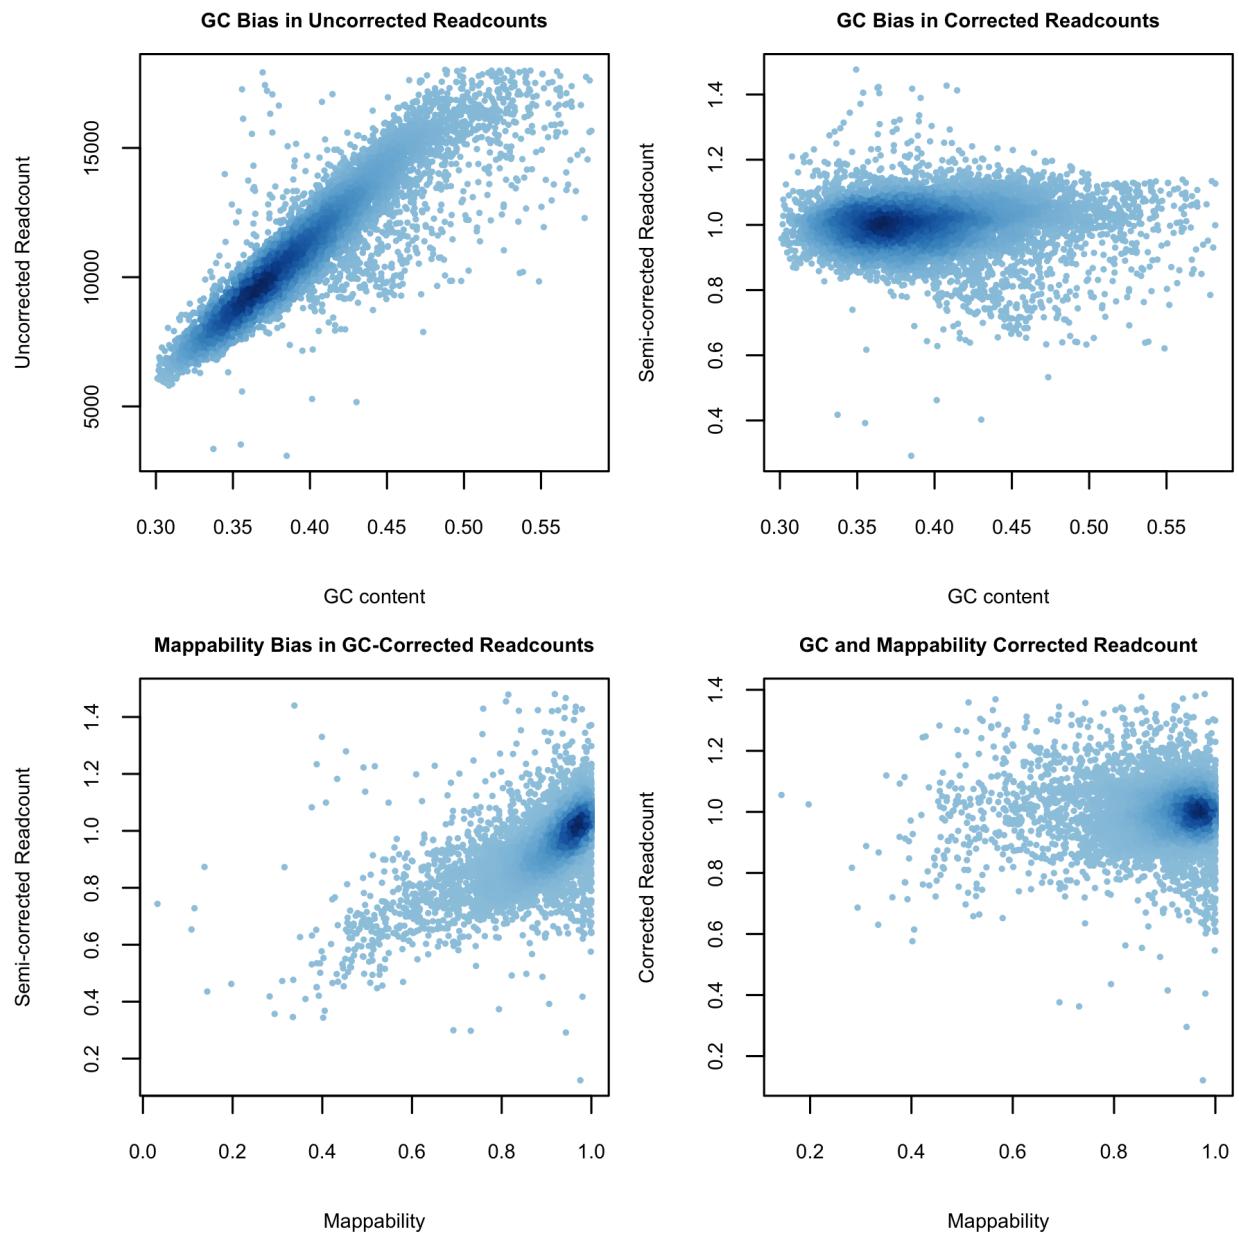 GC Bias in Uncorrected Readcounts
Uncorrected Readcount
15000
10000
5000
0.30 0.35 0.40 0.45 0.50 0.55
GC content
GC Bias in Corrected Readcounts
Semi-corrected Readcount
1.4
1.2
1.0
0.8
0.6
0.4
0.30 0.35 0.40 0.45 0.50 0.55
GC content
Mappability Bias in GC-Corrected Readcounts
Semi-corrected Readcount
1.4
1.2
1.0
0.8
0.6
0.4
0.2
0.0 0.2 0.4 0.6 0.8 1.0
Mappability
GC and Mappability Corrected Readcount
Corrected Readcount
1.4
1.2
1.0
0.8
0.6
0.4
0.2
0.2 0.4 0.6 0.8 1.0
Mappability